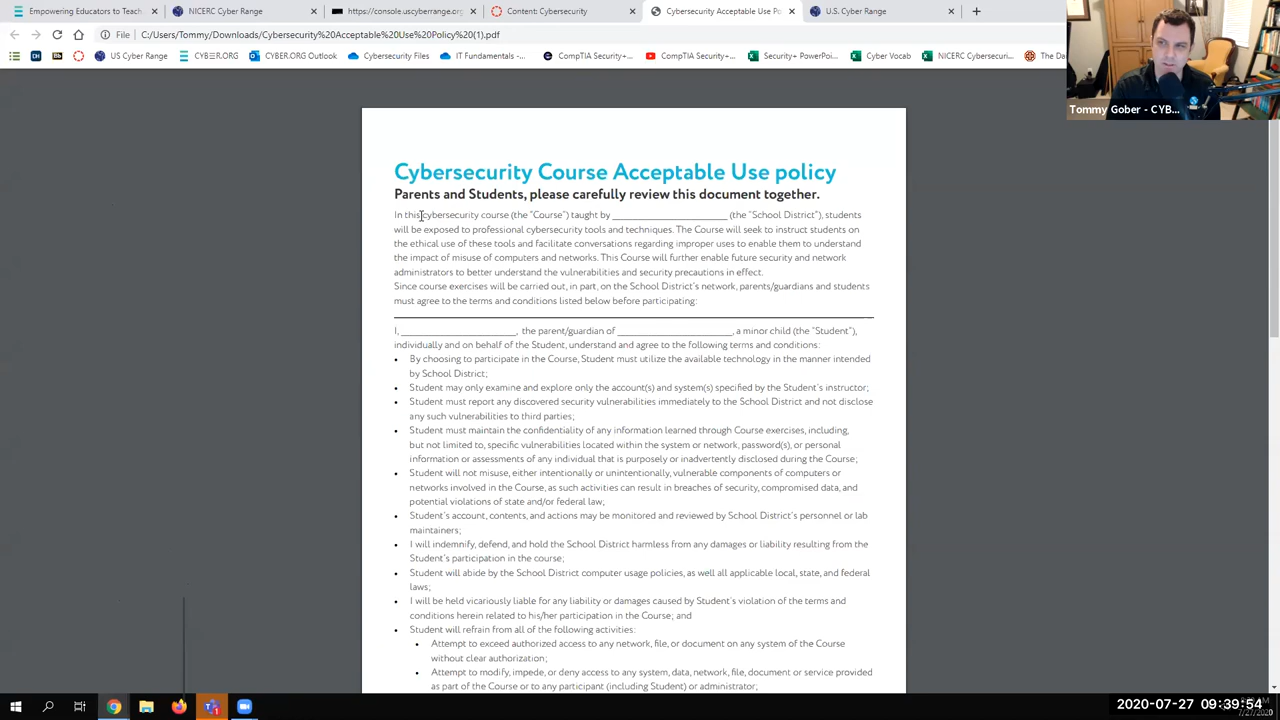 Empowering Educators to Teach
NICERC Cyber Range
https://console.uscyberrange.org
Content: Cybersecurity
Cybersecurity Acceptable Use Po
U.S. Cyber Range
File
C:/Users/Tommy/Downloads/Cybersecurity%20Acceptable%20Use%20Policy%20(1).pdf
US Cyber Range
CYB☰R.ORG
CYBER.ORG Outlook
Cybersecurity Files
IT Fundamentals "...
CompTIA Security+...
CompTIA Security+...
Security+ PowerPoi...
Cyber Vocab
NICERC Cybersecuri...
The Da
Tommy Gober - CYB...
Cybersecurity Course Acceptable Use policy
Parents and Students, please carefully review this document together.
In this cybersecurity course (the "Course") taught by ______________________ (the "School District"), students
will be exposed to professional cybersecurity tools and techniques. The Course will seek to instruct students on
the ethical use of these tools and facilitate conversations regarding improper uses to enable them to understand
the impact of misuse of computers and networks. This Course will further enable future security and network
administrators to better understand the vulnerabilities and security precautions in effect.
Since course exercises will be carried out, in part, on the School District's network, parents/guardians and students
must agree to the terms and conditions listed below before participating:
I, ______________________, the parent/guardian of ______________________, a minor child (the "Student"),
individually and on behalf of the Student, understand and agree to the following terms and conditions:
• By choosing to participate in the Course, Student must utilize the available technology in the manner intended
by School District;
• Student may only examine and explore only the account(s) and system(s) specified by the Student's instructor;
• Student must report any discovered security vulnerabilities immediately to the School District and not disclose
any such vulnerabilities to third parties;
• Student must maintain the confidentiality of any information learned through Course exercises, including,
but not limited to, specific vulnerabilities located within the system or network, password(s), or personal
information or assessments of any individual that is purposely or inadvertently disclosed during the Course;
• Student will not misuse, either intentionally or unintentionally, vulnerable components of computers or
networks involved in the Course, as such activities can result in breaches of security, compromised data, and
potential violations of state and/or federal law;
• Student's account, contents, and actions may be monitored and reviewed by School District's personnel or lab
maintainers;
• I will indemnify, defend, and hold the School District harmless from any damages or liability resulting from the
Student's participation in the course;
• Student will abide by the School District computer usage policies, as well all applicable local, state, and federal
laws;
• I will be held vicariously liable for any liability or damages caused by Student's violation of the terms and
conditions herein related to his/her participation in the Course; and
• Student will refrain from all of the following activities:
• Attempt to exceed authorized access to any network, file, or document on any system of the Course
without clear authorization;
• Attempt to modify, impede, or deny access to any system, data, network, file, document or service provided
as part of the Course or to any participant (including Student) or administrator;
2020-07-27 09:39:54